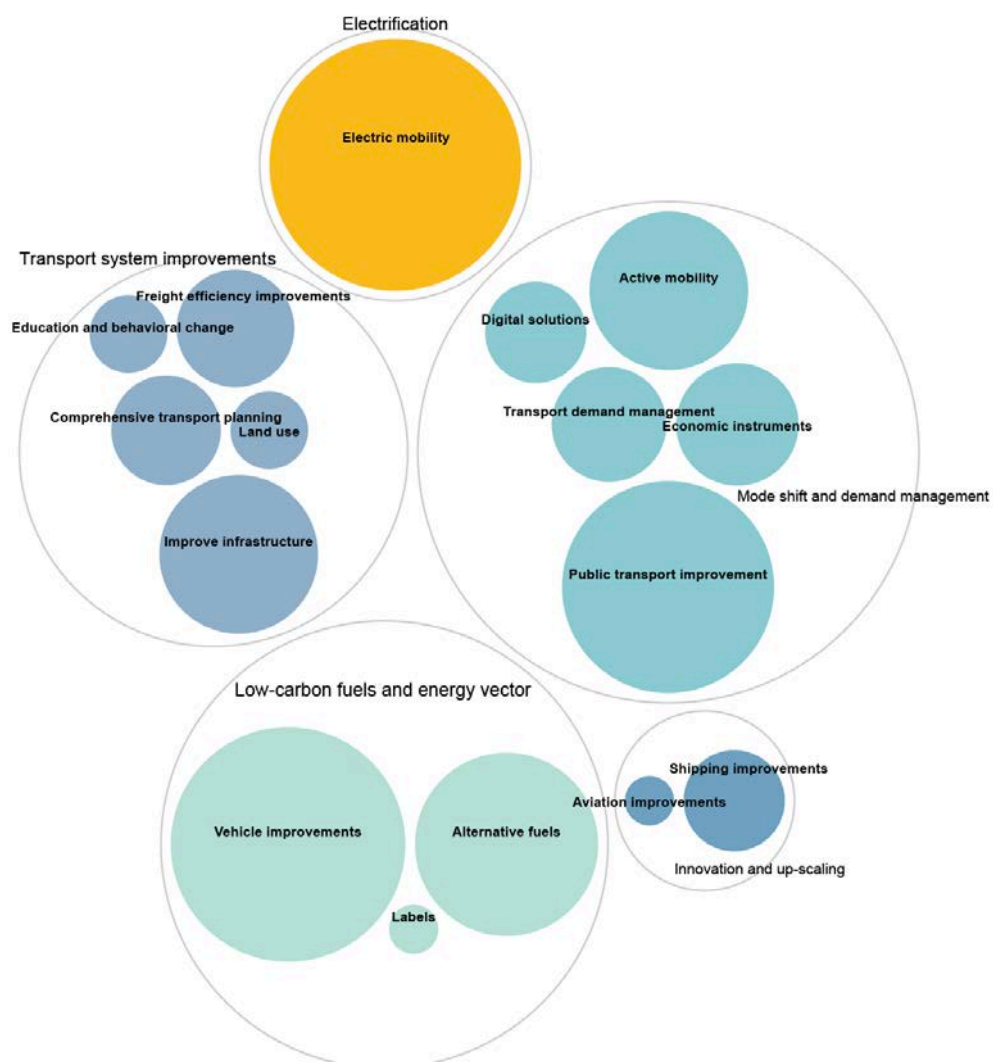 Electrification
Electric mobility
Transport system improvements
Freight efficiency improvements
Education and behavioral change
Comprehensive transport planning
Land use
Improve infrastructure
Active mobility
Digital solutions
Transport demand management
Economic instruments
Mode shift and demand management
Public transport improvement
Low-carbon fuels and energy vector
Vehicle improvements
Alternative fuels
Labels
Shipping improvements
Aviation improvements
Innovation and up-scaling